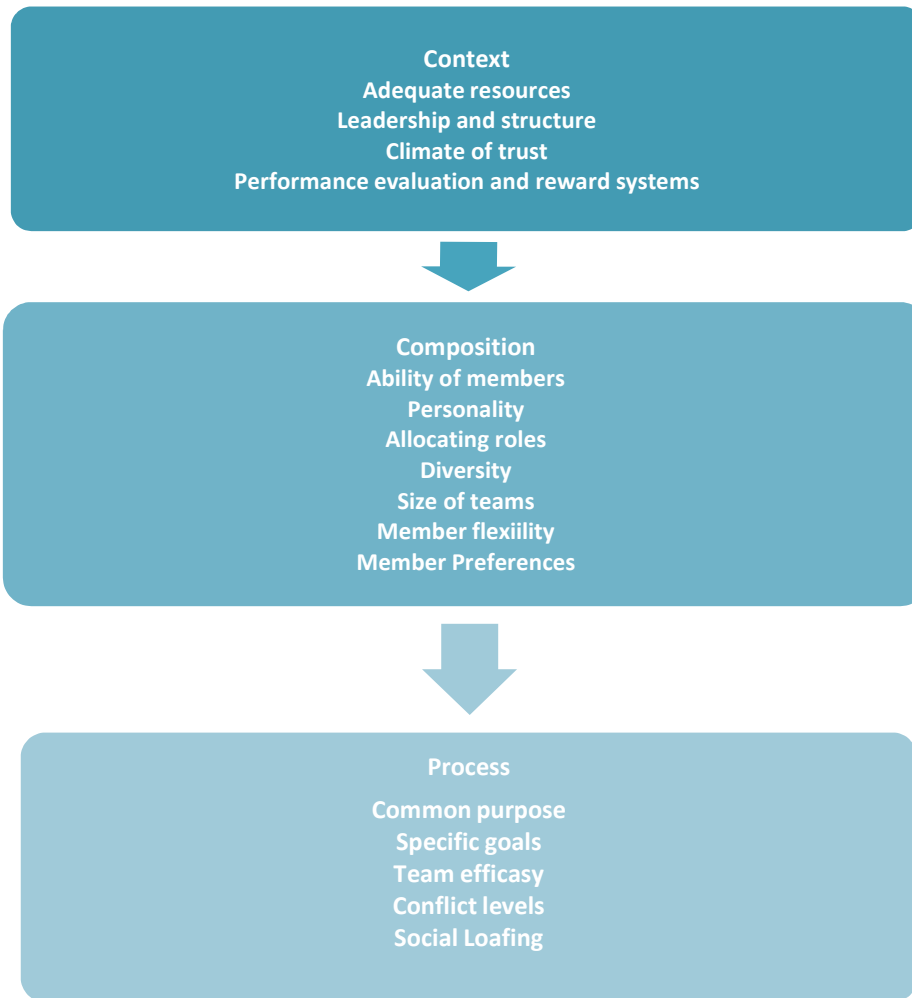 Context
Adequate resources
Leadership and structure
Climate of trust
Performance evaluation and reward systems
Composition
Ability of members
Personality
Allocating roles
Diversity
Size of teams
Member flexiility
Member Preferences
Process
Common purpose
Specific goals
Team efficasy
Conflict levels
Social Loafing